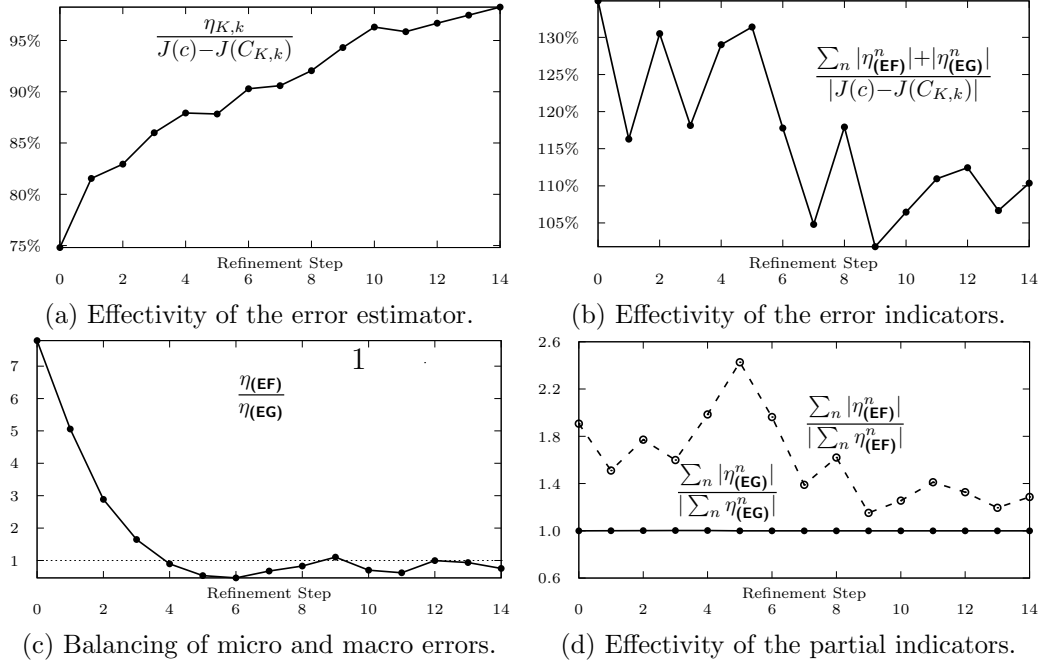 95%
90%
85%
80%
75%
η_{K,k} / J(c)−J(C_{K,k})
0 2 4 6 8 10 12 14
Refinement Step
(a) Effectivity of the error estimator.
130%
125%
120%
115%
110%
105%
∑_n |η^n_{(EF)}|+|η^n_{(EG)}| / |J(c)−J(C_{K,k})|
0 2 4 6 8 10 12 14
Refinement Step
(b) Effectivity of the error indicators.
7
6
5
4
3
2
1
1
η_{(EF)} / η_{(EG)}
0 2 4 6 8 10 12 14
Refinement Step
(c) Balancing of micro and macro errors.
2.6
2.2
1.8
1.4
1.0
0.6
∑_n |η^n_{(EF)}| / |∑_n η^n_{(EF)}|
∑_n |η^n_{(EG)}| / |∑_n η^n_{(EG)}|
0 2 4 6 8 10 12 14
Refinement Step
(d) Effectivity of the partial indicators.